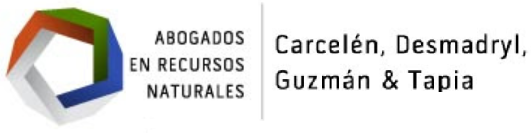 ABOGADOS
EN RECURSOS
NATURALES
Carcelén, Desmadryl,
Guzmán & Tapia